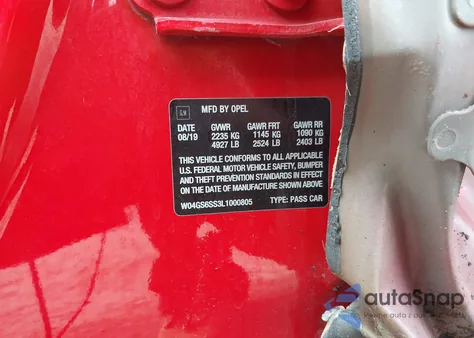 GM MFD BY OPEL
DATE GVWR GAWR FRT GAWR RR
08/19 2235 KG 1145 KG 1090 KG
4927 LB 2524 LB 2403 LB
THIS VEHICLE CONFORMS TO ALL APPLICABLE
U.S. FEDERAL MOTOR VEHICLE SAFETY, BUMPER
AND THEFT PREVENTION STANDARDS IN EFFECT
ON THE DATE OF MANUFACTURE SHOWN ABOVE
W04GS6SS3L1000805 TYPE: PASS CAR
autoSnap